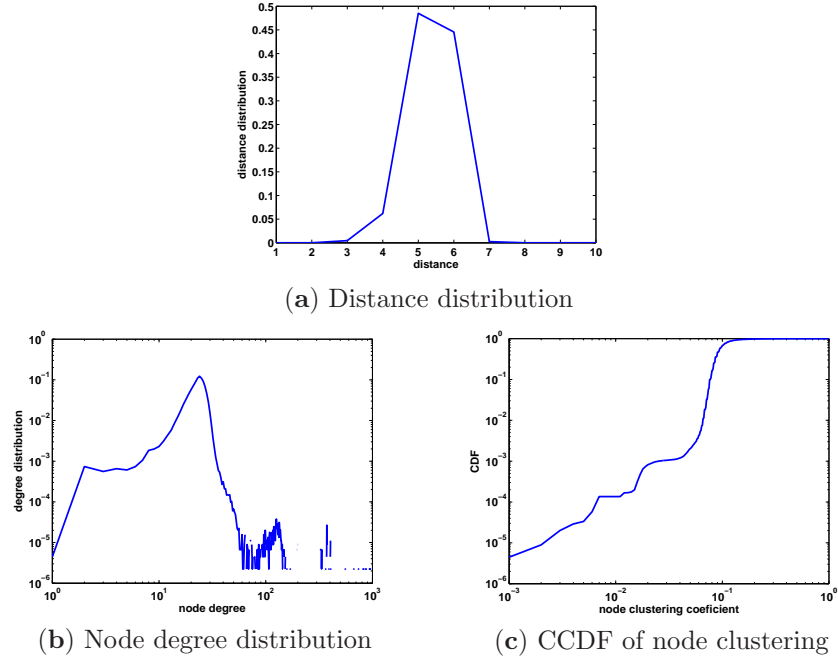 0.5
0.45
0.4
0.35
0.3
0.25
0.2
0.15
0.1
0.05
0
distance distribution
1 2 3 4 5 6 7 8 9 10
distance
(a) Distance distribution
10^0
10^-1
10^-2
10^-3
10^-4
10^-5
10^-6
degree distribution
10^0 10^1 10^2 10^3
node degree
(b) Node degree distribution
10^0
10^-1
10^-2
10^-3
10^-4
10^-5
10^-6
CDF
10^-3 10^-2 10^-1 10^0
node clustering coeficient
(c) CCDF of node clustering